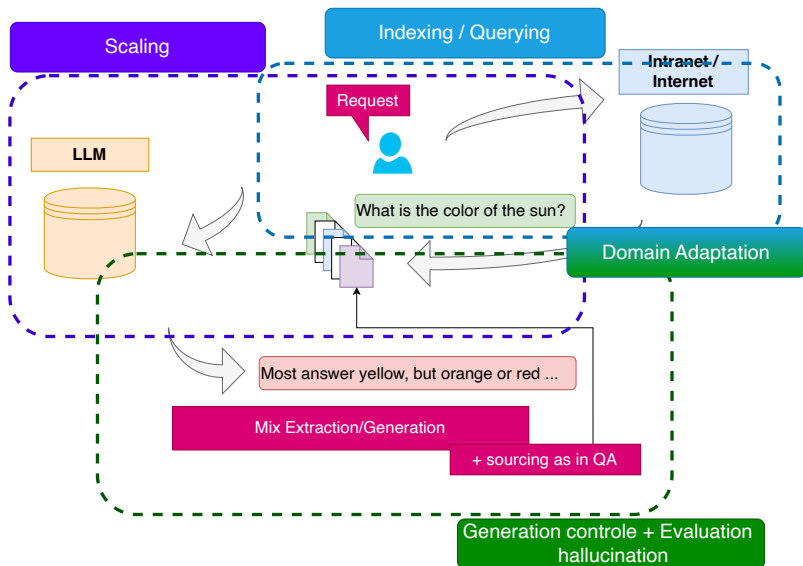 Scaling
Indexing / Querying
Intranet /
Internet
Request
LLM
What is the color of the sun?
Domain Adaptation
Most answer yellow, but orange or red ...
Mix Extraction/Generation
+ sourcing as in QA
Generation controle + Evaluation
hallucination